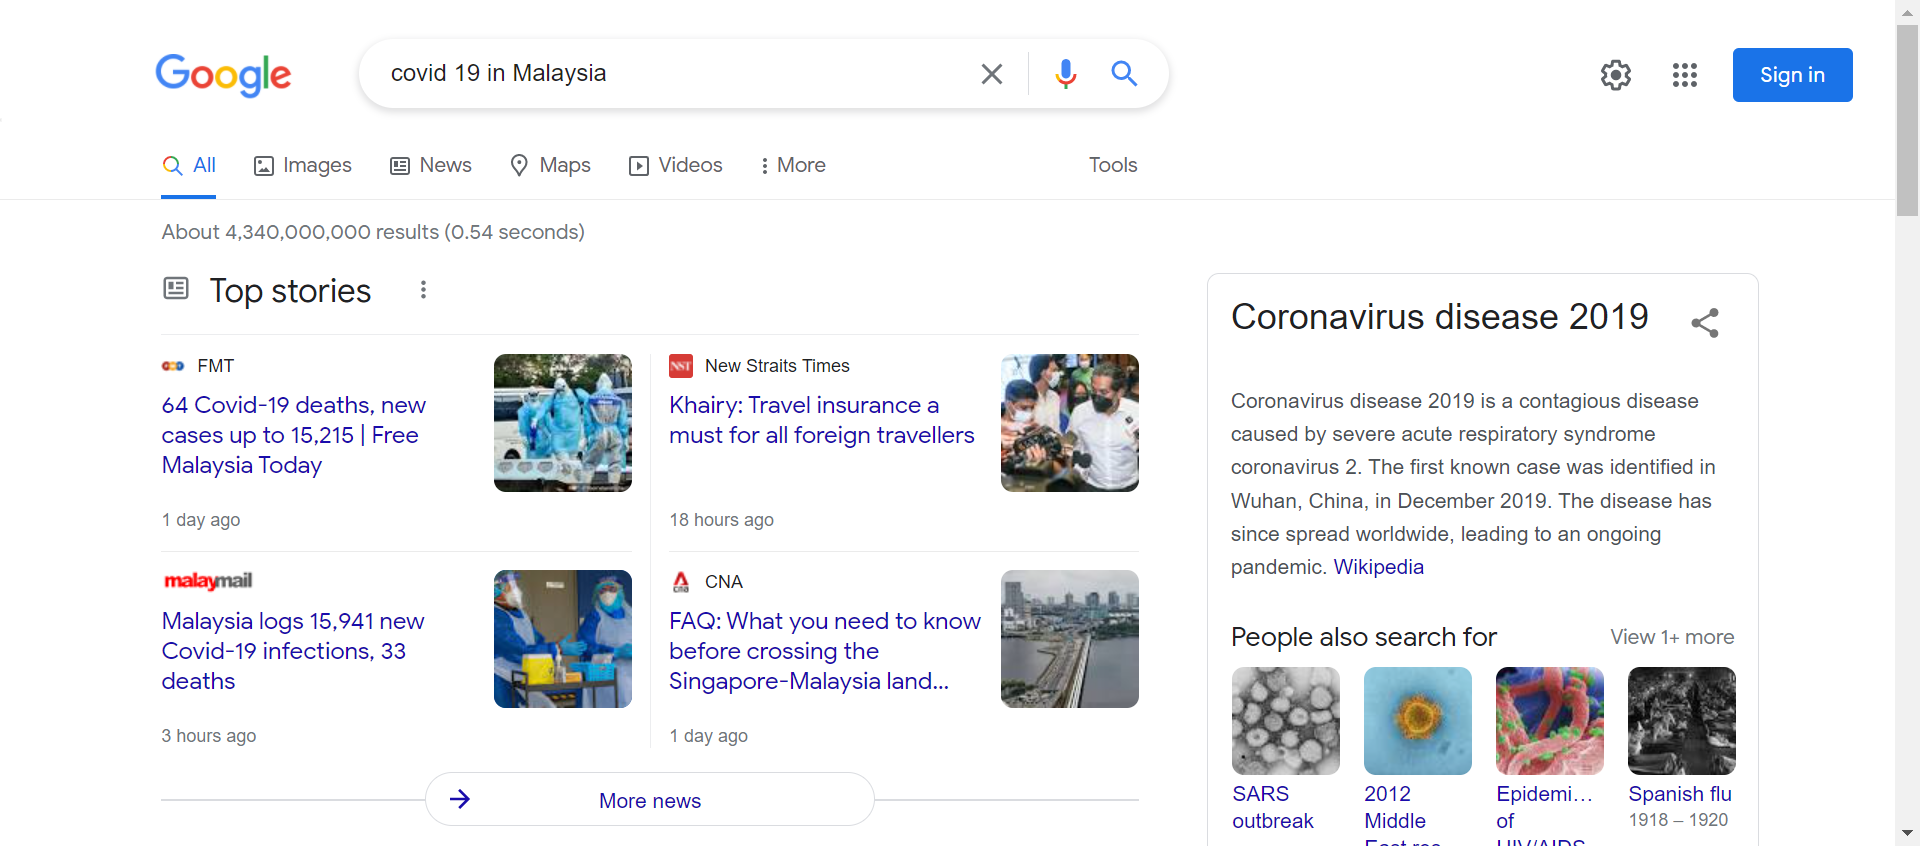 Google
covid 19 in Malaysia
Sign in
All
Images
News
Maps
Videos
More
Tools
About 4,340,000,000 results (0.54 seconds)
Top stories
FMT
64 Covid-19 deaths, new
cases up to 15,215 | Free
Malaysia Today
1 day ago
NST
New Straits Times
Khairy: Travel insurance a
must for all foreign travellers
18 hours ago
malaymail
Malaysia logs 15,941 new
Covid-19 infections, 33
deaths
3 hours ago
cna
CNA
FAQ: What you need to know
before crossing the
Singapore-Malaysia land...
1 day ago
More news
Coronavirus disease 2019
Coronavirus disease 2019 is a contagious disease
caused by severe acute respiratory syndrome
coronavirus 2. The first known case was identified in
Wuhan, China, in December 2019. The disease has
since spread worldwide, leading to an ongoing
pandemic. Wikipedia
People also search for
View 1+ more
SARS
outbreak
2012
Middle
Epidemi...
of
Spanish flu
1918 – 1920